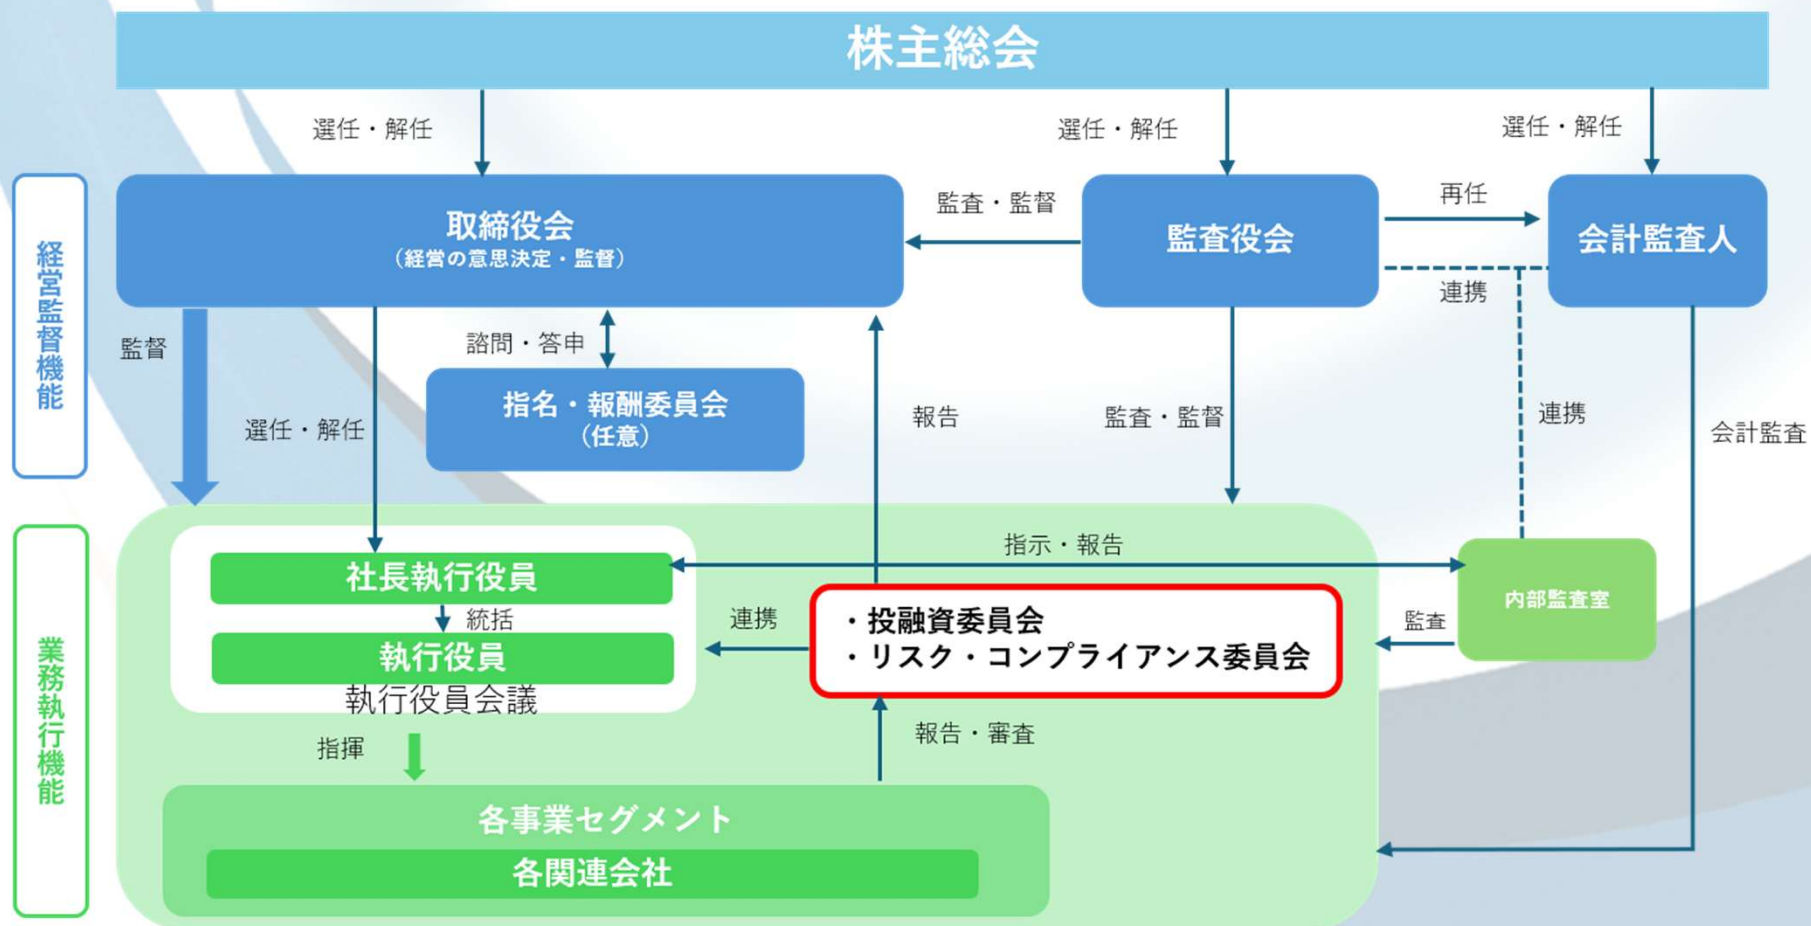 株主総会
選任・解任
選任・解任
選任・解任
経営監督機能
取締役会
(経営の意思決定・監督)
監査・監督
監査役会
再任
会計監査人
連携
監督
諮問・答申
選任・解任
指名・報酬委員会
(任意)
報告
監査・監督
連携
会計監査
業務執行機能
社長執行役員
統括
執行役員
執行役員会議
指示・報告
連携
・投融資委員会
・リスク・コンプライアンス委員会
監査
内部監査室
指揮
報告・審査
各事業セグメント
各関連会社